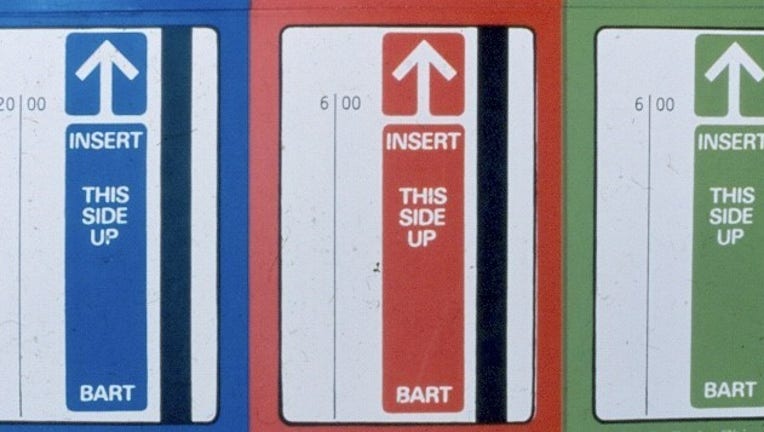 20|00
INSERT
THIS
SIDE
UP
BART
6|00
INSERT
THIS
SIDE
UP
BART
6|00
INSERT
THIS
SIDE
UP
BART